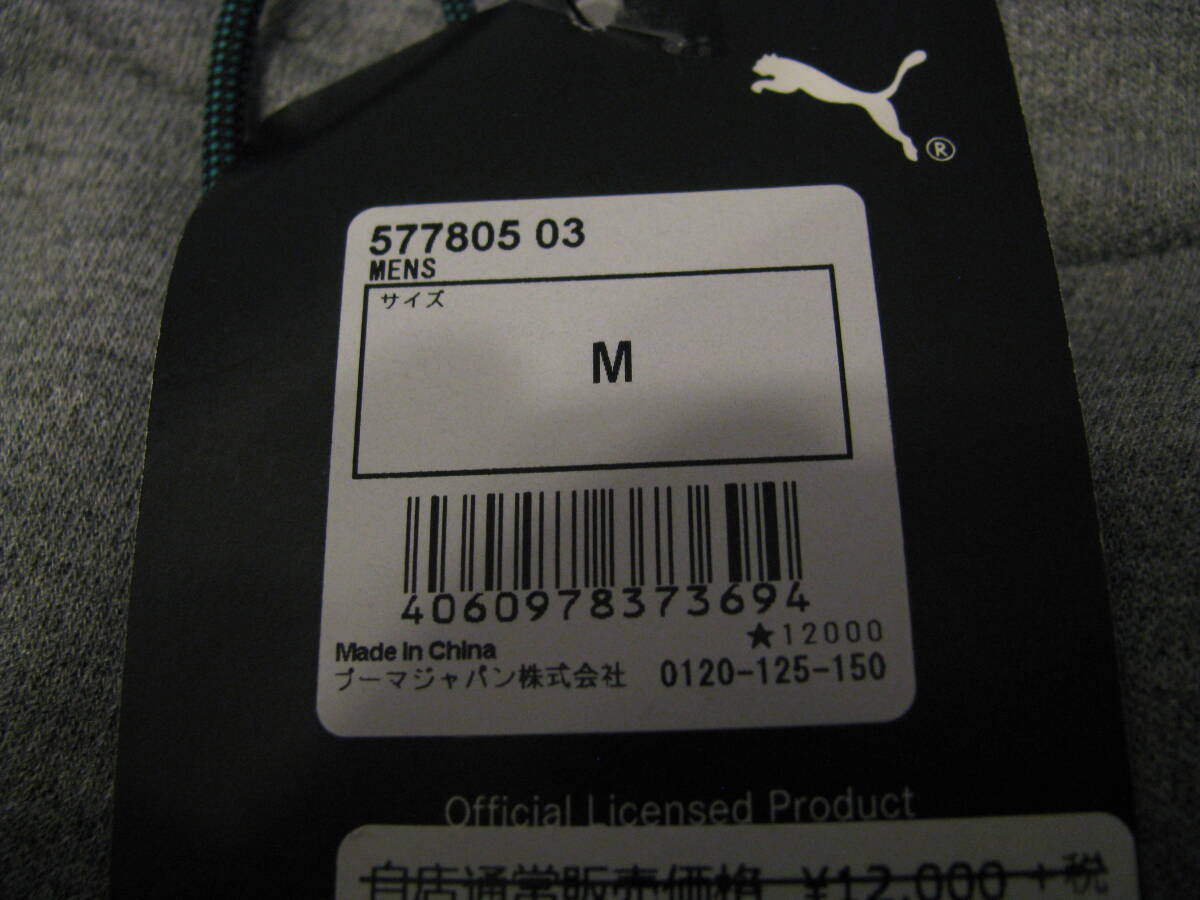 ®
577805 03
MENS
サイズ
M
4060978373694
★12000
Made in China
プーマジャパン株式会社 0120-125-150
Official Licensed Product
自店通常販売価格 ¥12,000 +税